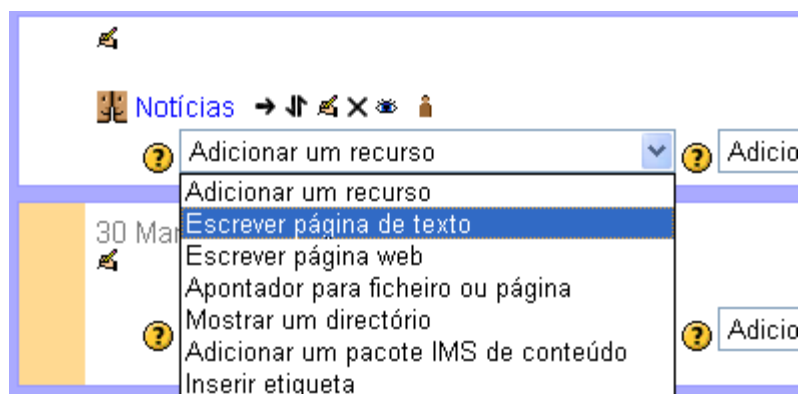 Notícias
Adicionar um recurso Adicio
Adicionar um recurso
Escrever página de texto
30 Mar
Escrever página web
Apontador para ficheiro ou página
Mostrar um directório Adicio
Adicionar um pacote IMS de conteúdo
Inserir etiqueta